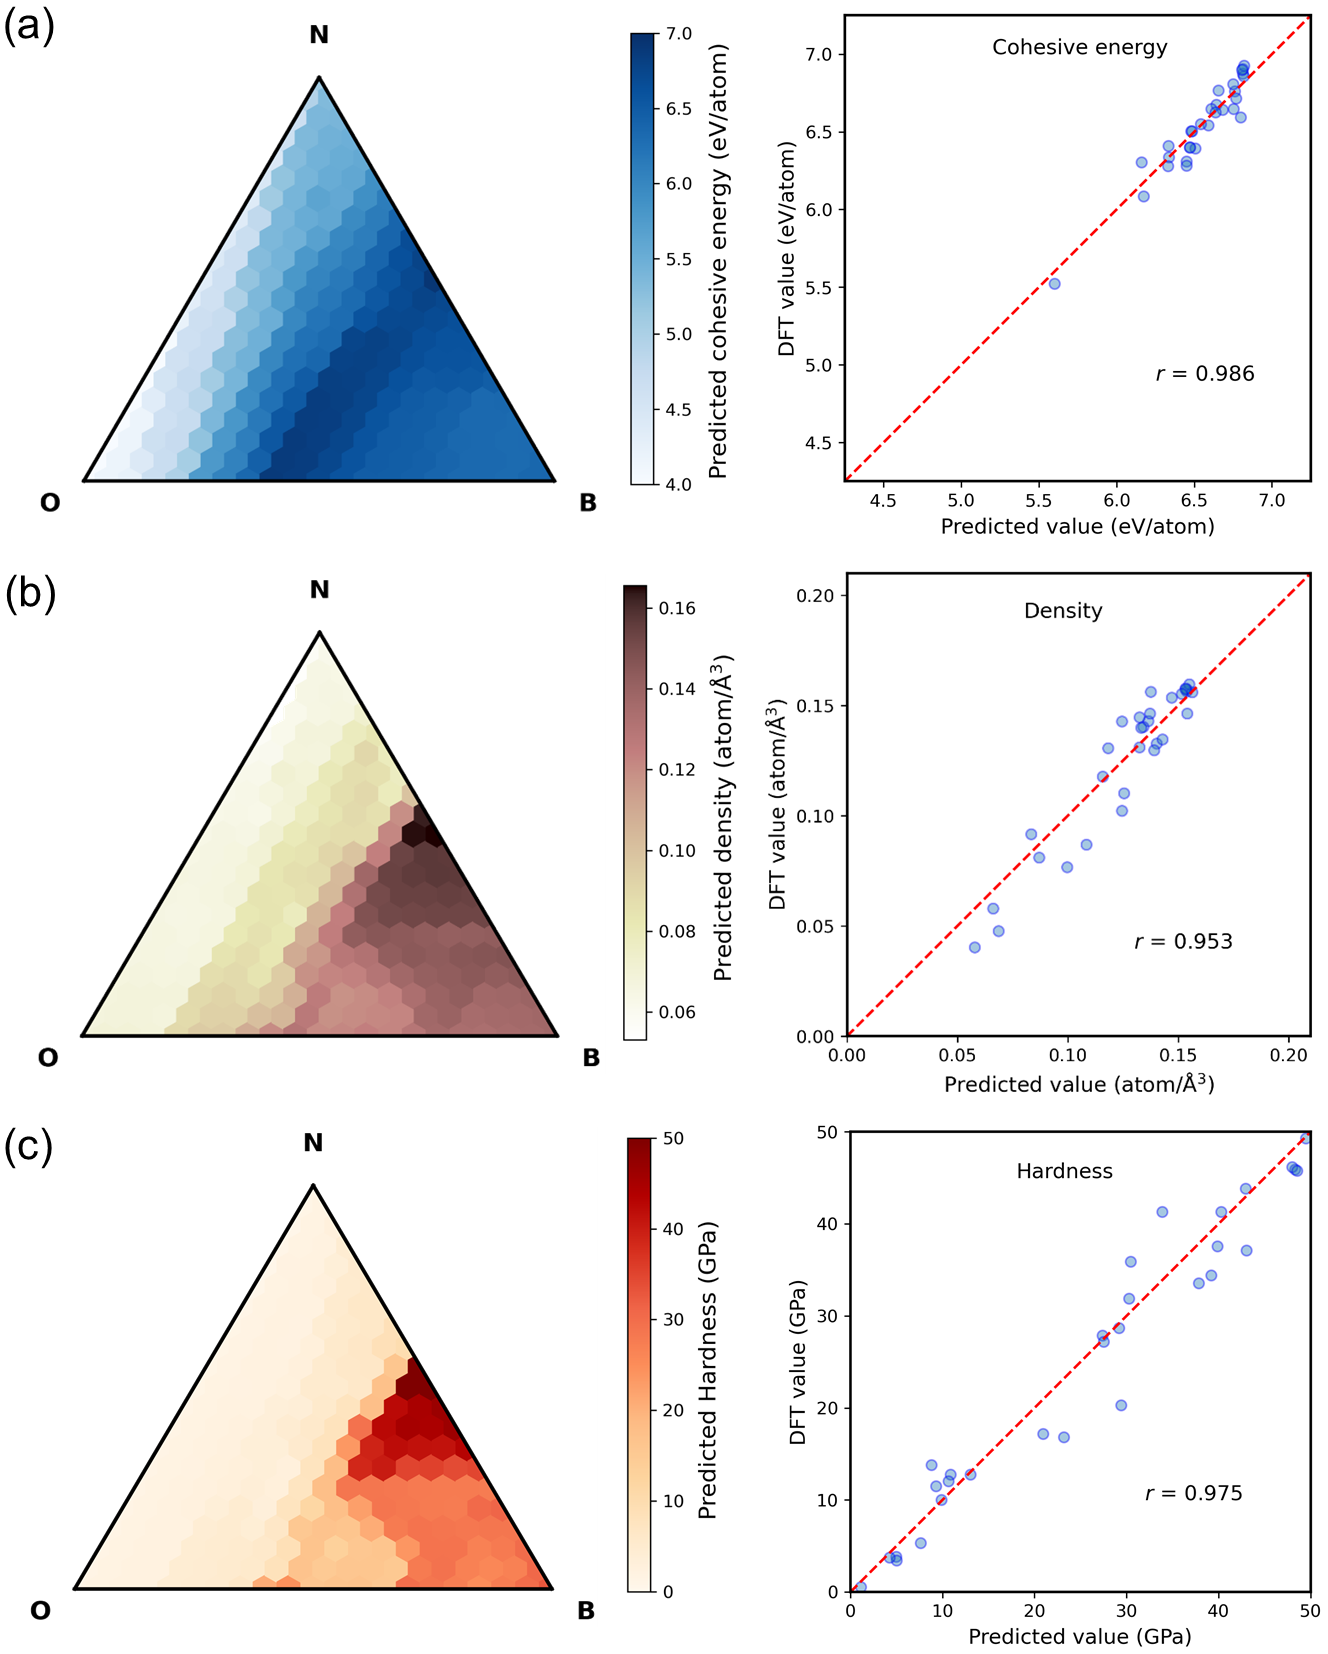 (a)
N
O
B
7.0
6.5
6.0
5.5
5.0
4.5
4.0
Predicted cohesive energy (eV/atom)
Cohesive energy
7.0
6.5
6.0
5.5
5.0
4.5
DFT value (eV/atom)
r = 0.986
4.5 5.0 5.5 6.0 6.5 7.0
Predicted value (eV/atom)
(b)
N
O
B
0.16
0.14
0.12
0.10
0.08
0.06
Predicted density (atom/Å³)
Density
0.20
0.15
0.10
0.05
0.00
DFT value (atom/Å³)
r = 0.953
0.00 0.05 0.10 0.15 0.20
Predicted value (atom/Å³)
(c)
N
O
B
50
40
30
20
10
0
Predicted Hardness (GPa)
Hardness
50
40
30
20
10
0
DFT value (GPa)
r = 0.975
0 10 20 30 40 50
Predicted value (GPa)